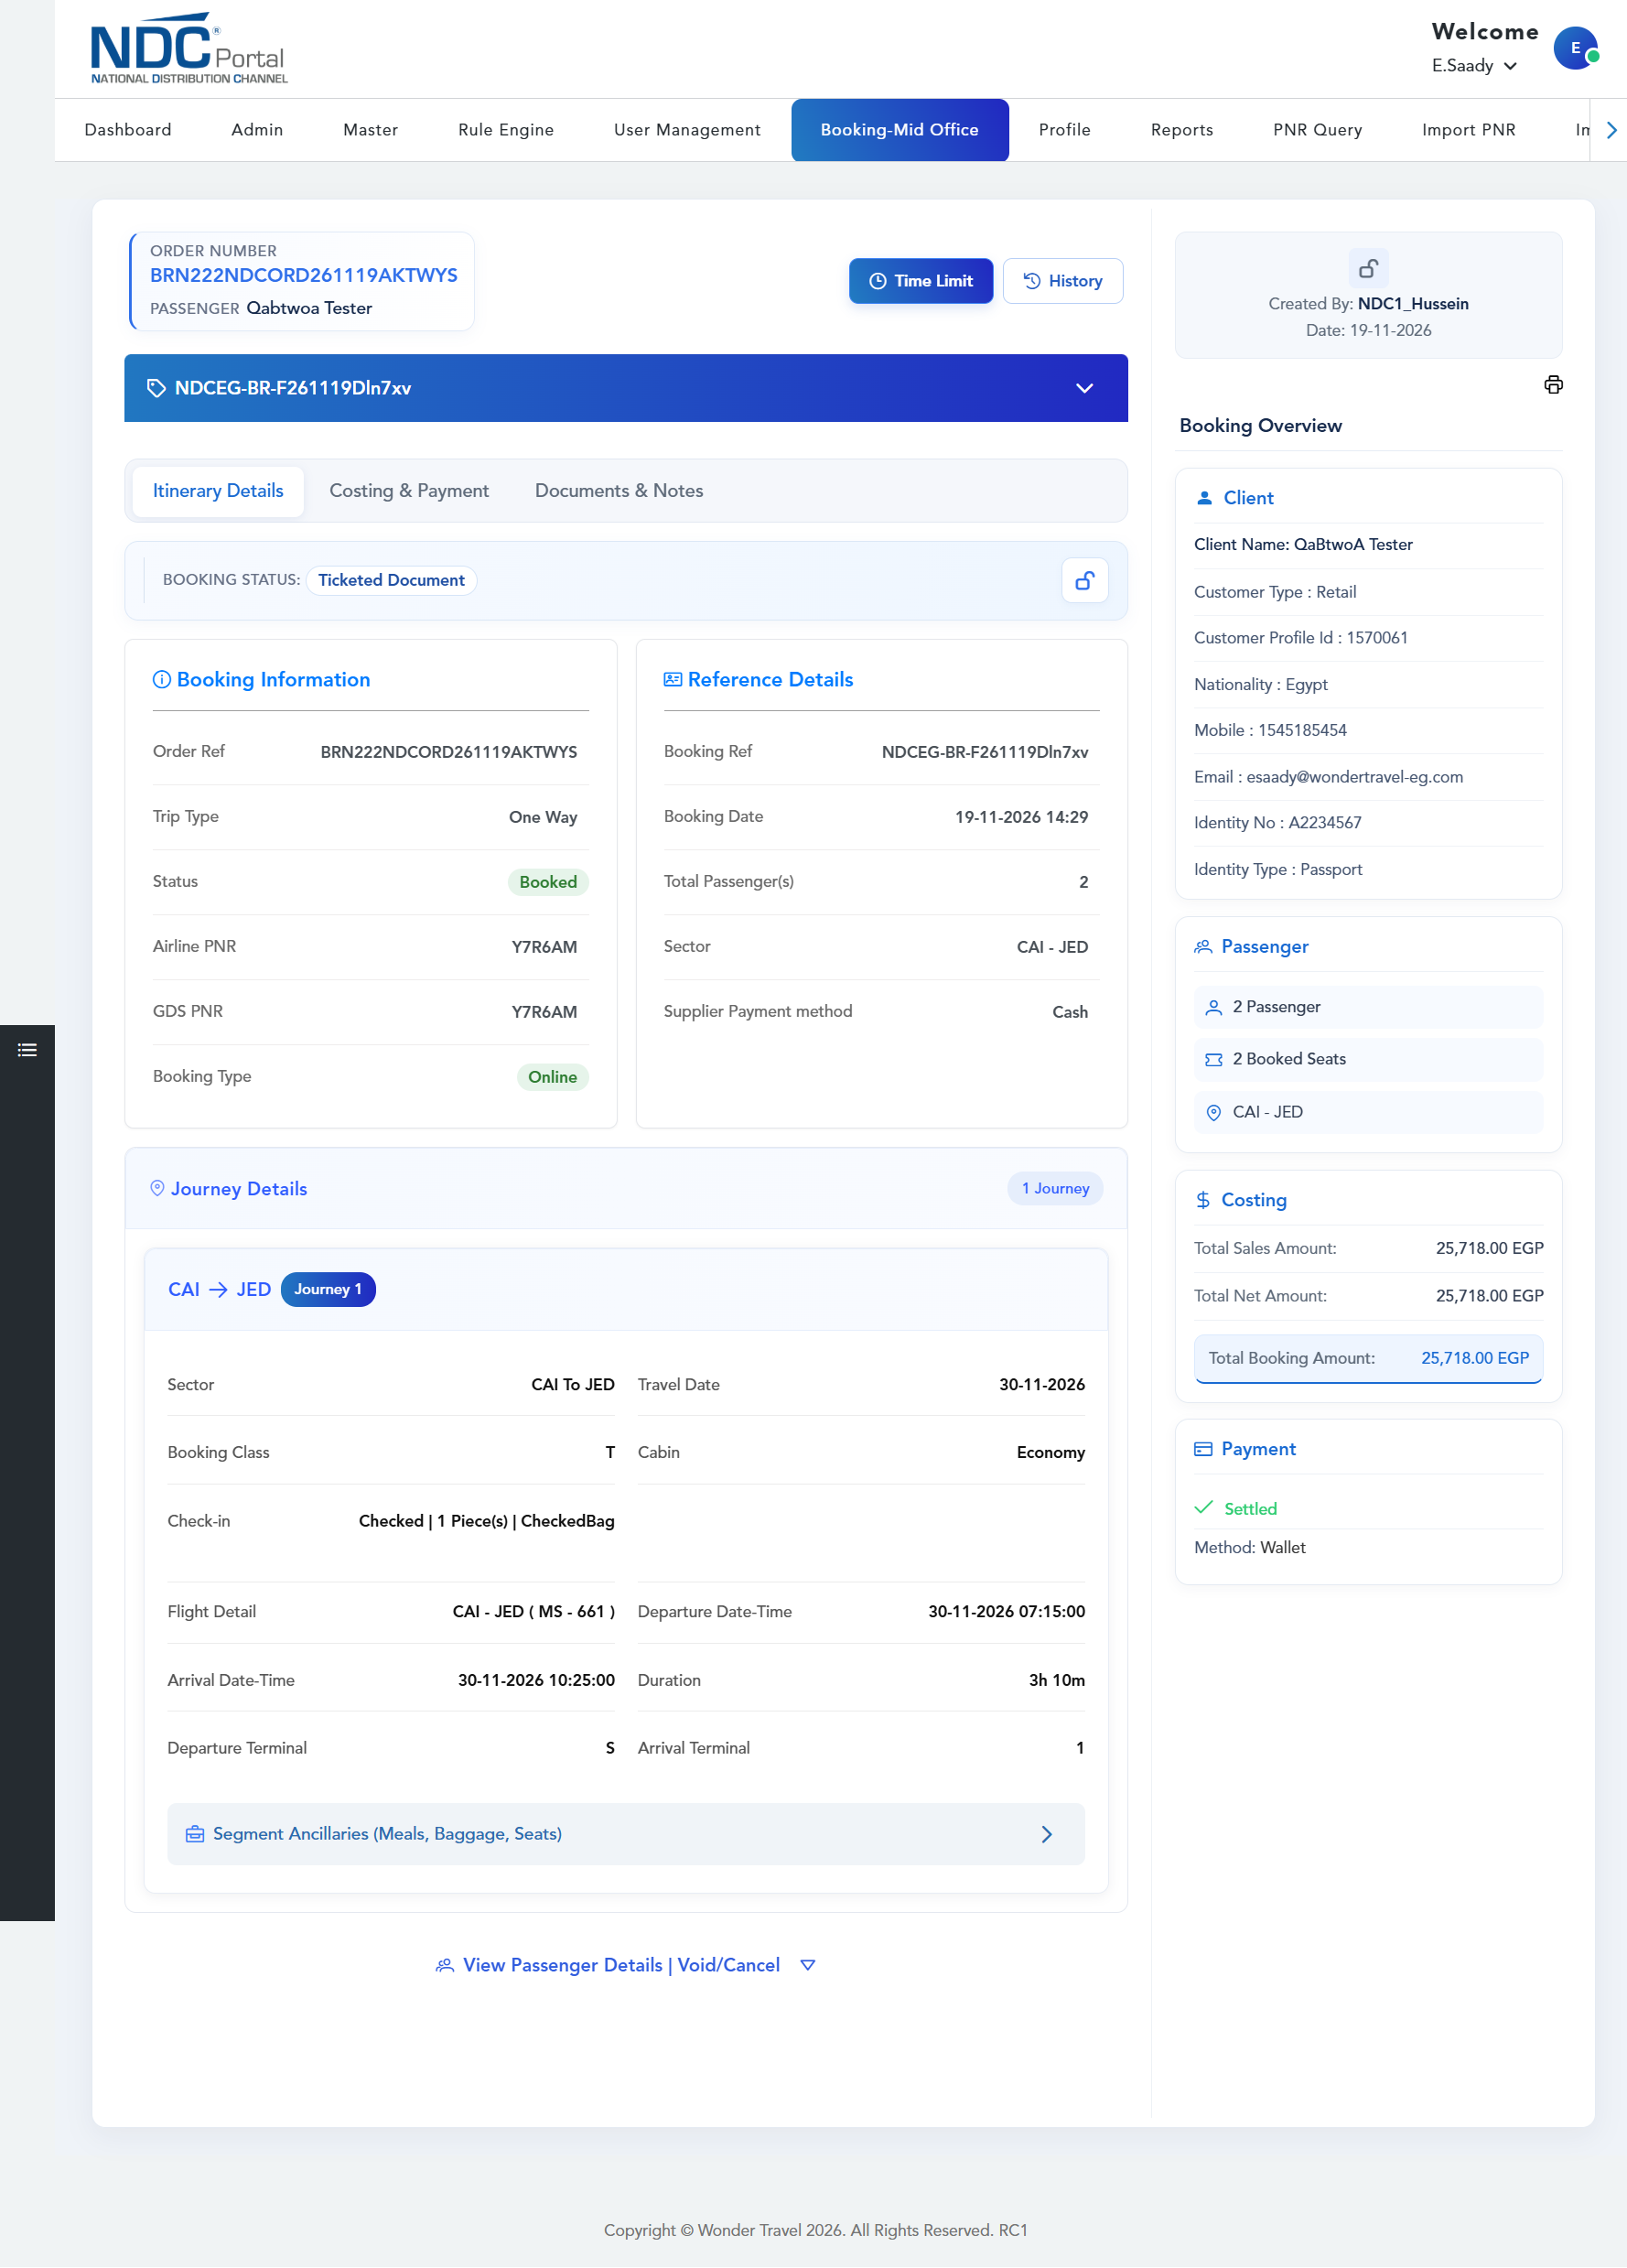 NDC® Portal
NATIONAL DISTRIBUTION CHANNEL
Welcome
E.Saady
E
Dashboard Admin Master Rule Engine User Management Booking-Mid Office Profile Reports PNR Query Import PNR
ORDER NUMBER
BRN222NDCORD261119AKTWYS
PASSENGER Qabtwoa Tester
Time Limit
History
NDCEG-BR-F261119Dln7xv
Itinerary Details Costing & Payment Documents & Notes
BOOKING STATUS: Ticketed Document
Booking Information
Order Ref BRN222NDCORD261119AKTWYS
Trip Type One Way
Status Booked
Airline PNR Y7R6AM
GDS PNR Y7R6AM
Booking Type Online
Reference Details
Booking Ref NDCEG-BR-F261119Dln7xv
Booking Date 19-11-2026 14:29
Total Passenger(s) 2
Sector CAI - JED
Supplier Payment method Cash
Journey Details
1 Journey
CAI → JED Journey 1
Sector CAI To JED Travel Date 30-11-2026
Booking Class T Cabin Economy
Check-in Checked | 1 Piece(s) | CheckedBag
Flight Detail CAI - JED ( MS - 661 ) Departure Date-Time 30-11-2026 07:15:00
Arrival Date-Time 30-11-2026 10:25:00 Duration 3h 10m
Departure Terminal S Arrival Terminal 1
Segment Ancillaries (Meals, Baggage, Seats)
View Passenger Details | Void/Cancel
Created By: NDC1_Hussein
Date: 19-11-2026
Booking Overview
Client
Client Name: QaBtwoA Tester
Customer Type : Retail
Customer Profile Id : 1570061
Nationality : Egypt
Mobile : 1545185454
Email : esaady@wondertravel-eg.com
Identity No : A2234567
Identity Type : Passport
Passenger
2 Passenger
2 Booked Seats
CAI - JED
Costing
Total Sales Amount: 25,718.00 EGP
Total Net Amount: 25,718.00 EGP
Total Booking Amount: 25,718.00 EGP
Payment
Settled
Method: Wallet
Copyright © Wonder Travel 2026. All Rights Reserved. RC1